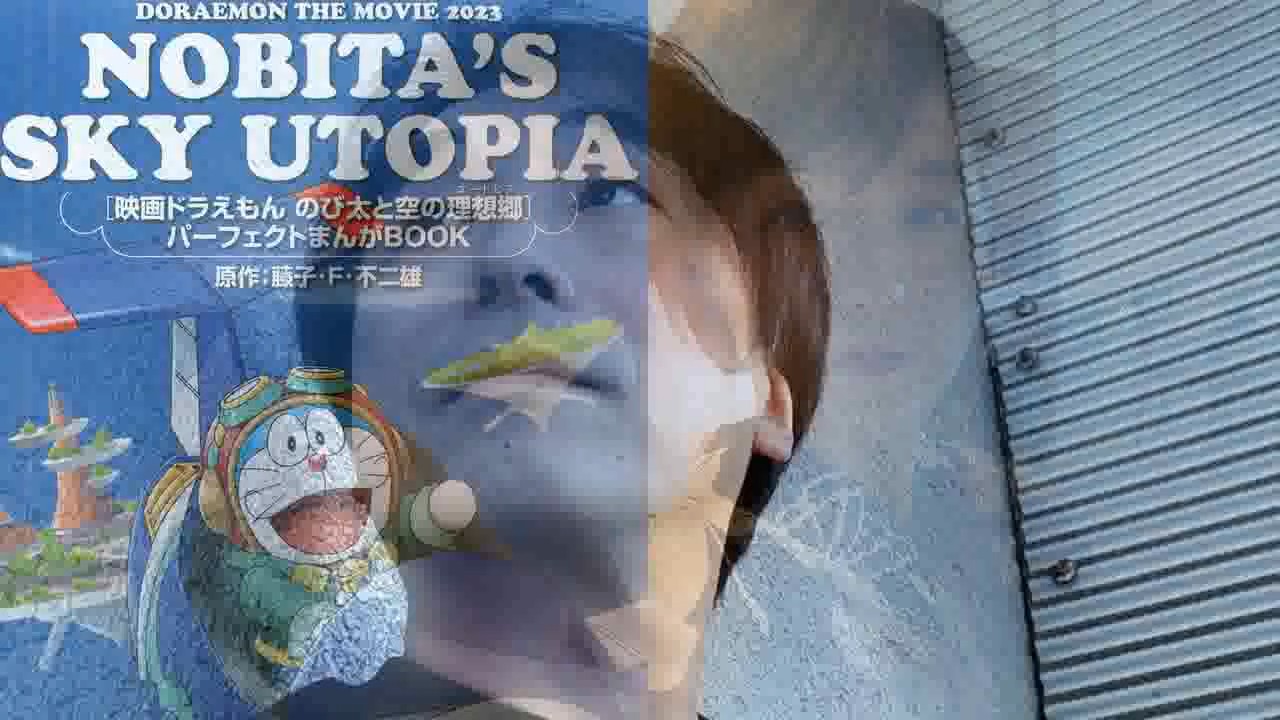 DORAEMON THE MOVIE 2023
NOBITA'S
SKY UTOPIA
[映画ドラえもん のび太と空の理想郷]
パーフェクトまんがBOOK
原作:藤子・F・不二雄